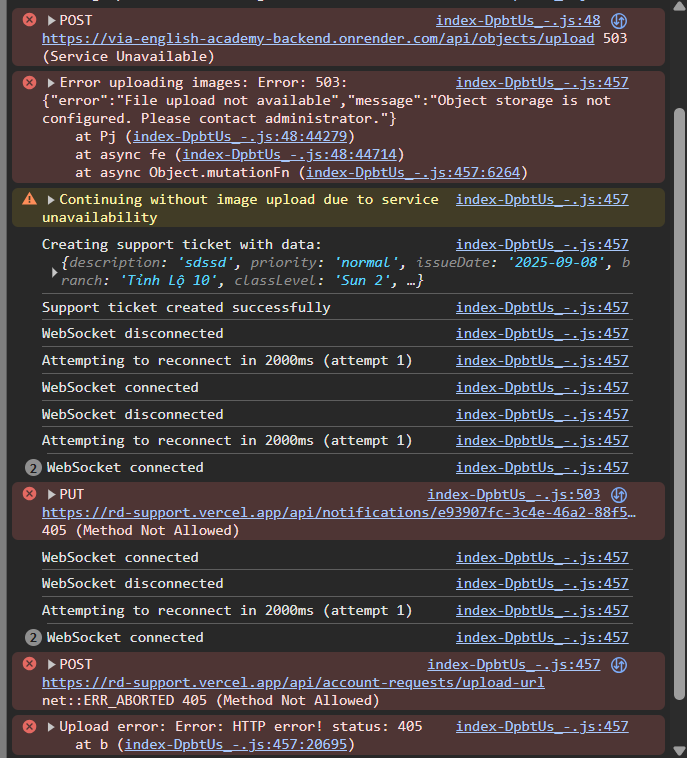 POST index-DpbtUs_-.js:48
https://via-english-academy-backend.onrender.com/api/objects/upload 503
(Service Unavailable)
Error uploading images: Error: 503: index-DpbtUs_-.js:457
{"error":"File upload not available","message":"Object storage is not
configured. Please contact administrator."}
at Pj (index-DpbtUs_-.js:48:44279)
at async fe (index-DpbtUs_-.js:48:44714)
at async Object.mutationFn (index-DpbtUs_-.js:457:6264)
Continuing without image upload due to service index-DpbtUs_-.js:457
unavailability
Creating support ticket with data: index-DpbtUs_-.js:457
{description: 'sdssd', priority: 'normal', issueDate: '2025-09-08', b
ranch: 'Tỉnh Lộ 10', classLevel: 'Sun 2', …}
Support ticket created successfully index-DpbtUs_-.js:457
WebSocket disconnected index-DpbtUs_-.js:457
Attempting to reconnect in 2000ms (attempt 1) index-DpbtUs_-.js:457
WebSocket connected index-DpbtUs_-.js:457
WebSocket disconnected index-DpbtUs_-.js:457
Attempting to reconnect in 2000ms (attempt 1) index-DpbtUs_-.js:457
2 WebSocket connected index-DpbtUs_-.js:457
PUT index-DpbtUs_-.js:503
https://rd-support.vercel.app/api/notifications/e93907fc-3c4e-46a2-88f5…
405 (Method Not Allowed)
WebSocket connected index-DpbtUs_-.js:457
WebSocket disconnected index-DpbtUs_-.js:457
Attempting to reconnect in 2000ms (attempt 1) index-DpbtUs_-.js:457
2 WebSocket connected index-DpbtUs_-.js:457
POST index-DpbtUs_-.js:457
https://rd-support.vercel.app/api/account-requests/upload-url
net::ERR_ABORTED 405 (Method Not Allowed)
Upload error: Error: HTTP error! status: 405 index-DpbtUs_-.js:457
at b (index-DpbtUs_-.js:457:20695)